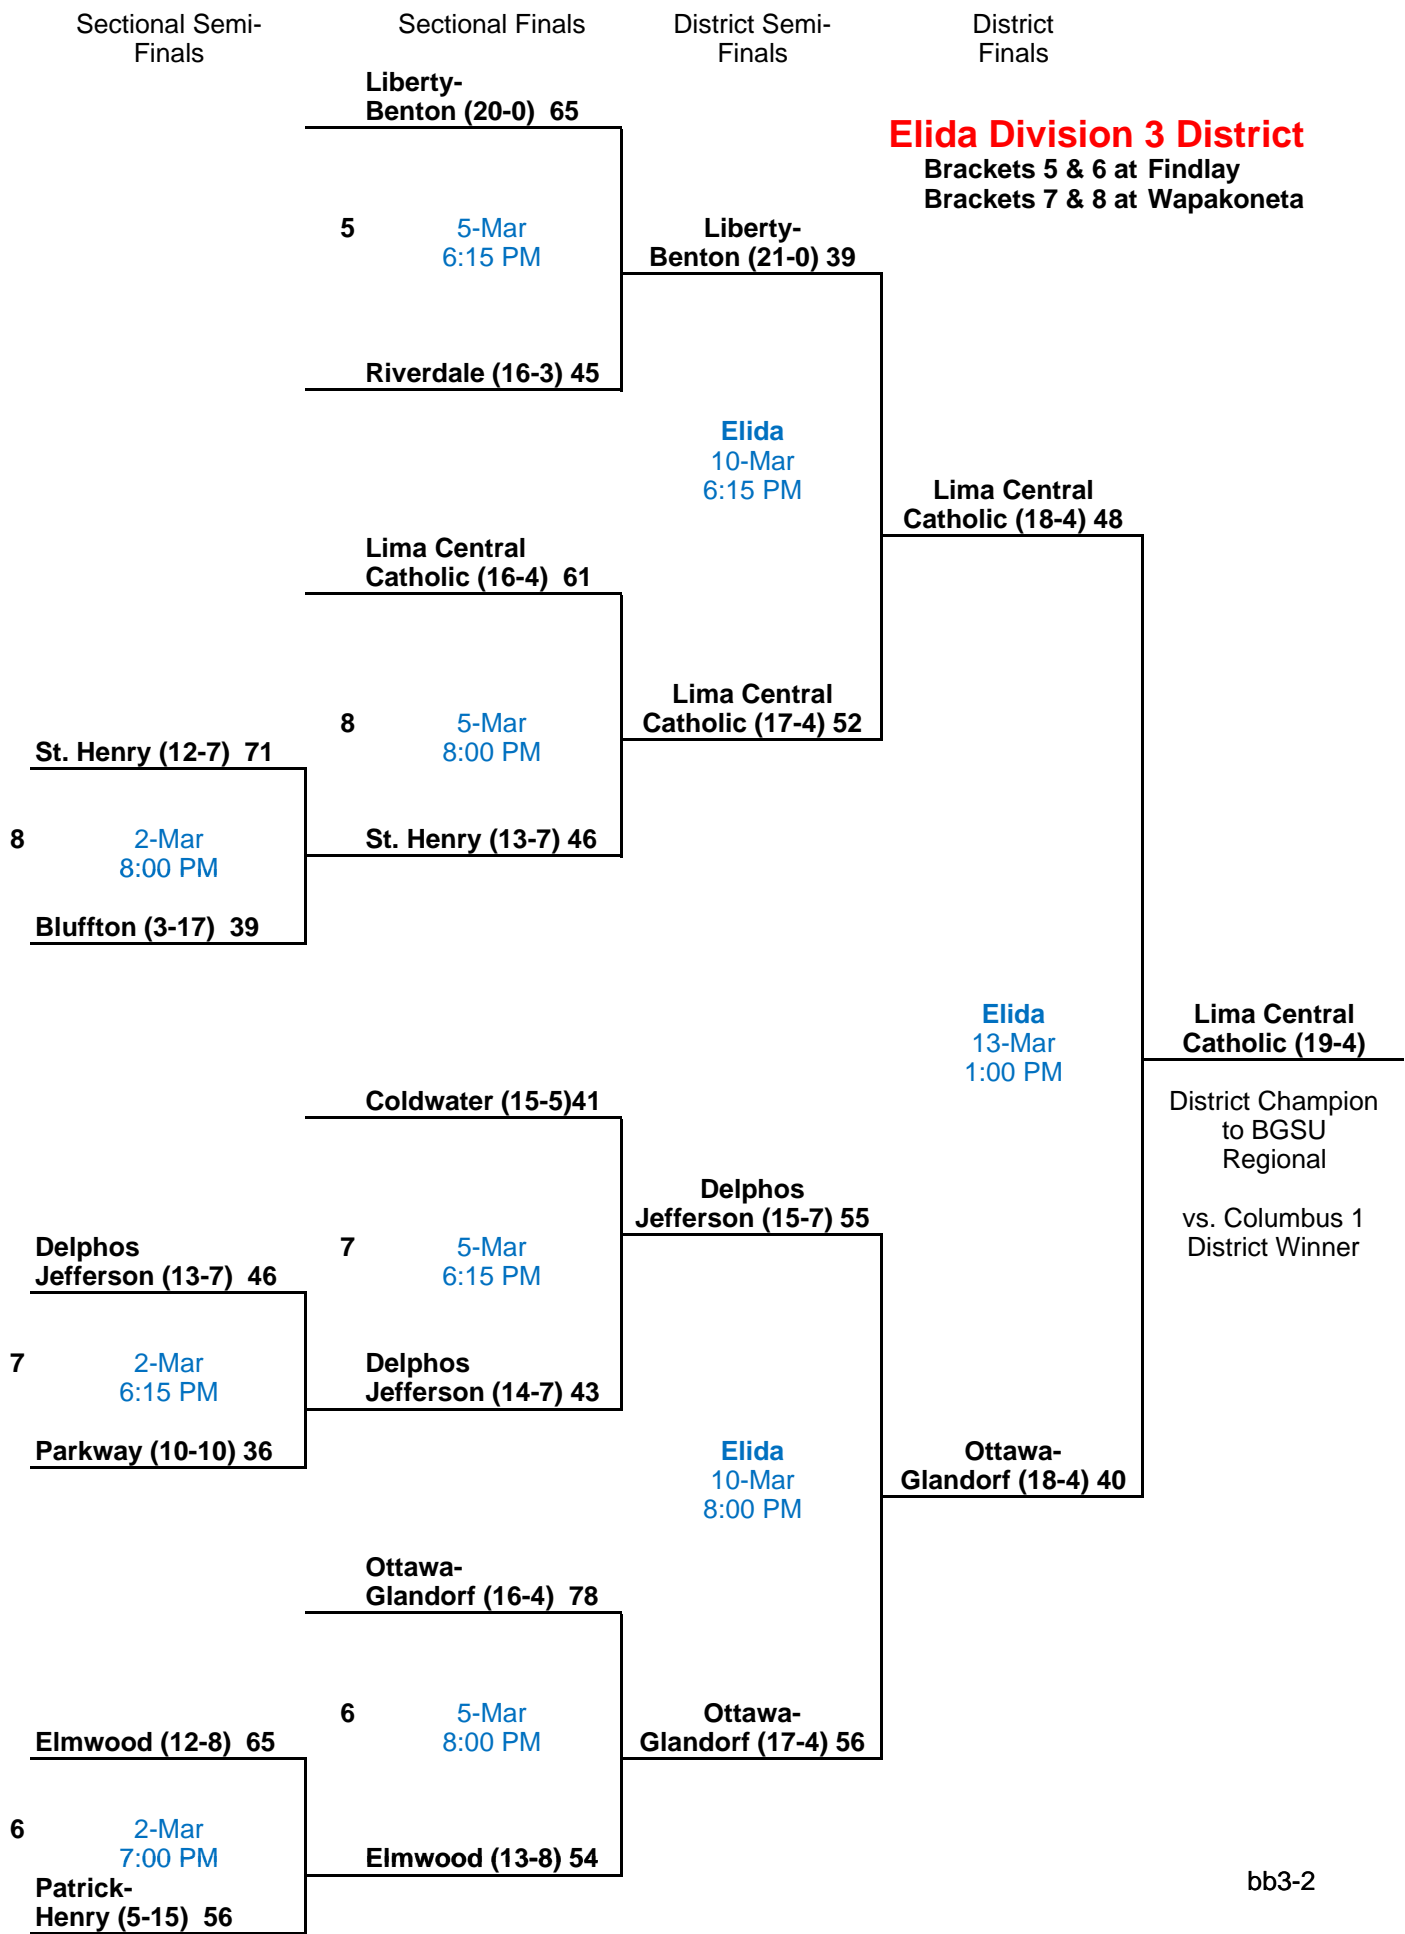 Sectional Semi-
Finals
Sectional Finals
District Semi-
Finals
District
Finals
Liberty-
Benton (20-0)  65
Elida Division 3 District
Brackets 5 & 6 at Findlay
Brackets 7 & 8 at Wapakoneta
5
5-Mar
6:15 PM
Liberty-
Benton (21-0) 39
Riverdale (16-3) 45
Elida
10-Mar
6:15 PM
Lima Central
Catholic (18-4) 48
Lima Central
Catholic (16-4)  61
Lima Central
Catholic (17-4) 52
8
5-Mar
8:00 PM
St. Henry (12-7)  71
8
2-Mar
8:00 PM
St. Henry (13-7) 46
Bluffton (3-17)  39
Elida
13-Mar
1:00 PM
Lima Central
Catholic (19-4)
District Champion
to BGSU
Regional
vs. Columbus 1
District Winner
Coldwater (15-5)41
Delphos
Jefferson (15-7) 55
Delphos
Jefferson (13-7)  46
7
5-Mar
6:15 PM
7
2-Mar
6:15 PM
Delphos
Jefferson (14-7) 43
Parkway (10-10) 36
Elida
10-Mar
8:00 PM
Ottawa-
Glandorf (18-4) 40
Ottawa-
Glandorf (16-4)  78
6
5-Mar
8:00 PM
Ottawa-
Glandorf (17-4) 56
Elmwood (12-8)  65
6
2-Mar
7:00 PM
Elmwood (13-8) 54
Patrick-
Henry (5-15)  56
bb3-2